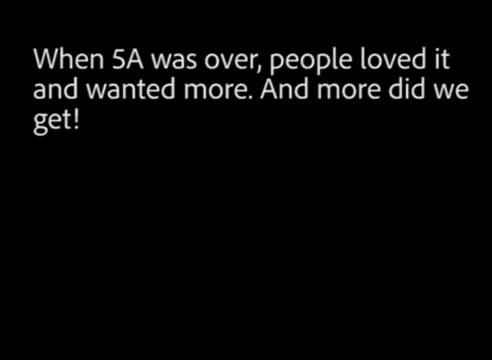 When 5A was over, people loved it
and wanted more. And more did we
get!